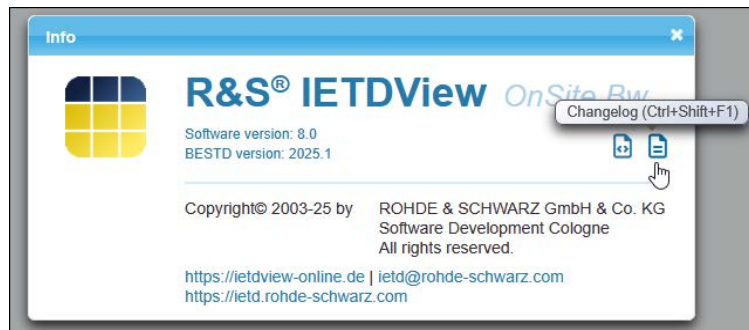 Info
R&S® IETDView OnSite Bw
Changelog (Ctrl+Shift+F1)
Software version: 8.0
BESTD version: 2025.1
Copyright© 2003-25 by ROHDE & SCHWARZ GmbH & Co. KG
Software Development Cologne
All rights reserved.
https://ietdview-online.de | ietd@rohde-schwarz.com
https://ietd.rohde-schwarz.com